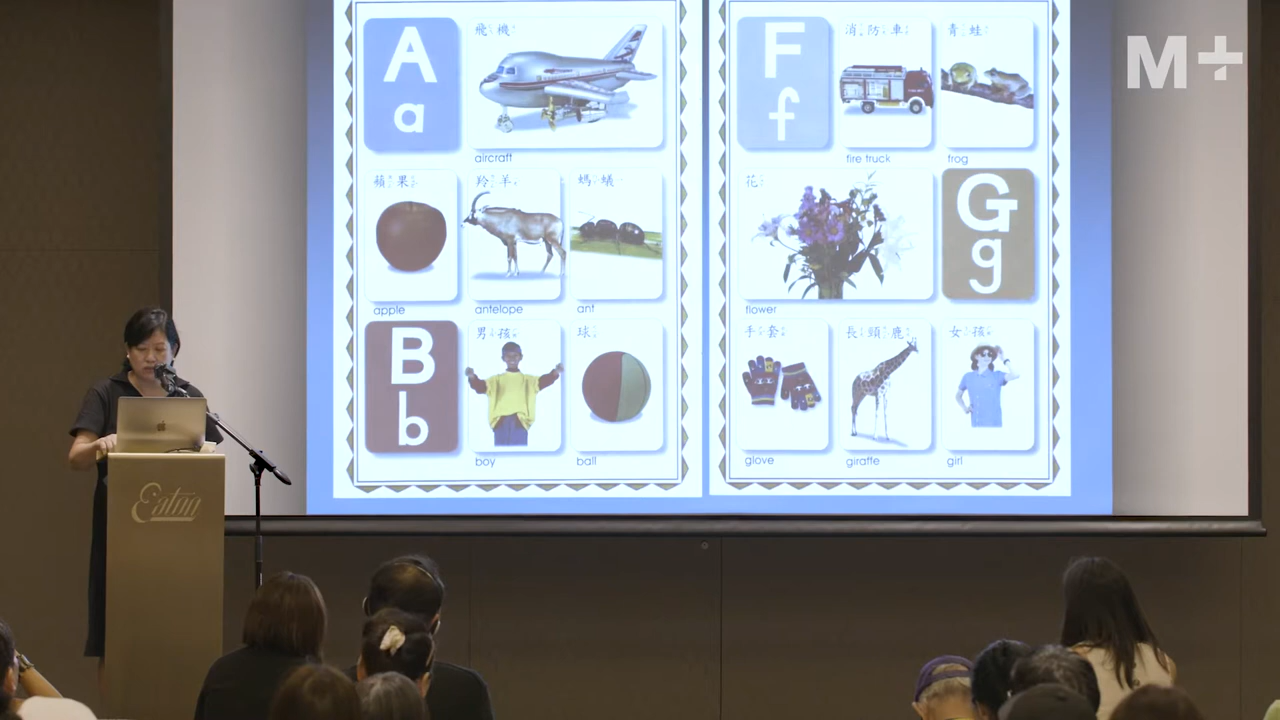 M+
A
a
飛機
aircraft
蘋果
apple
羚羊
antelope
螞蟻
ant
B
b
男孩
boy
球
ball
F
f
消防車
fire truck
青蛙
frog
花
flower
G
g
手套
glove
長頸鹿
giraffe
女孩
girl
Eaton